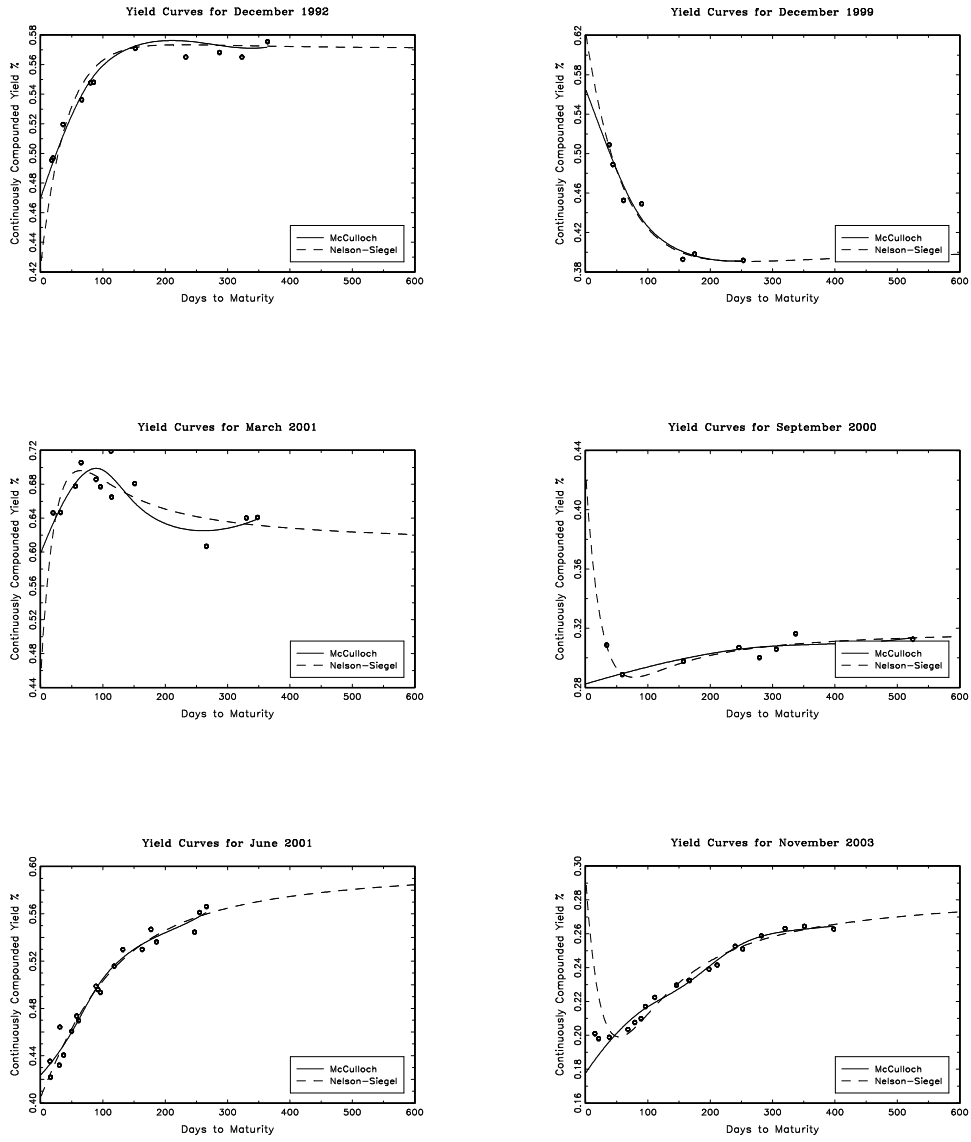 Yield Curves for December 1992
Continuously Compounded Yield %
0.42 0.44 0.46 0.48 0.50 0.52 0.54 0.56 0.58
McCulloch
Nelson-Siegel
0 100 200 300 400 500 600
Days to Maturity
Yield Curves for December 1999
Continuously Compounded Yield %
0.38 0.42 0.46 0.50 0.54 0.58 0.62
McCulloch
Nelson-Siegel
0 100 200 300 400 500 600
Days to Maturity
Yield Curves for March 2001
Continuously Compounded Yield %
0.44 0.48 0.52 0.56 0.60 0.64 0.68 0.72
McCulloch
Nelson-Siegel
0 100 200 300 400 500 600
Days to Maturity
Yield Curves for September 2000
Continuously Compounded Yield %
0.28 0.32 0.36 0.40 0.44
McCulloch
Nelson-Siegel
0 100 200 300 400 500 600
Days to Maturity
Yield Curves for June 2001
Continuously Compounded Yield %
0.40 0.44 0.48 0.52 0.56 0.60
McCulloch
Nelson-Siegel
0 100 200 300 400 500 600
Days to Maturity
Yield Curves for November 2003
Continuously Compounded Yield %
0.16 0.18 0.20 0.22 0.24 0.26 0.28 0.30
McCulloch
Nelson-Siegel
0 100 200 300 400 500 600
Days to Maturity